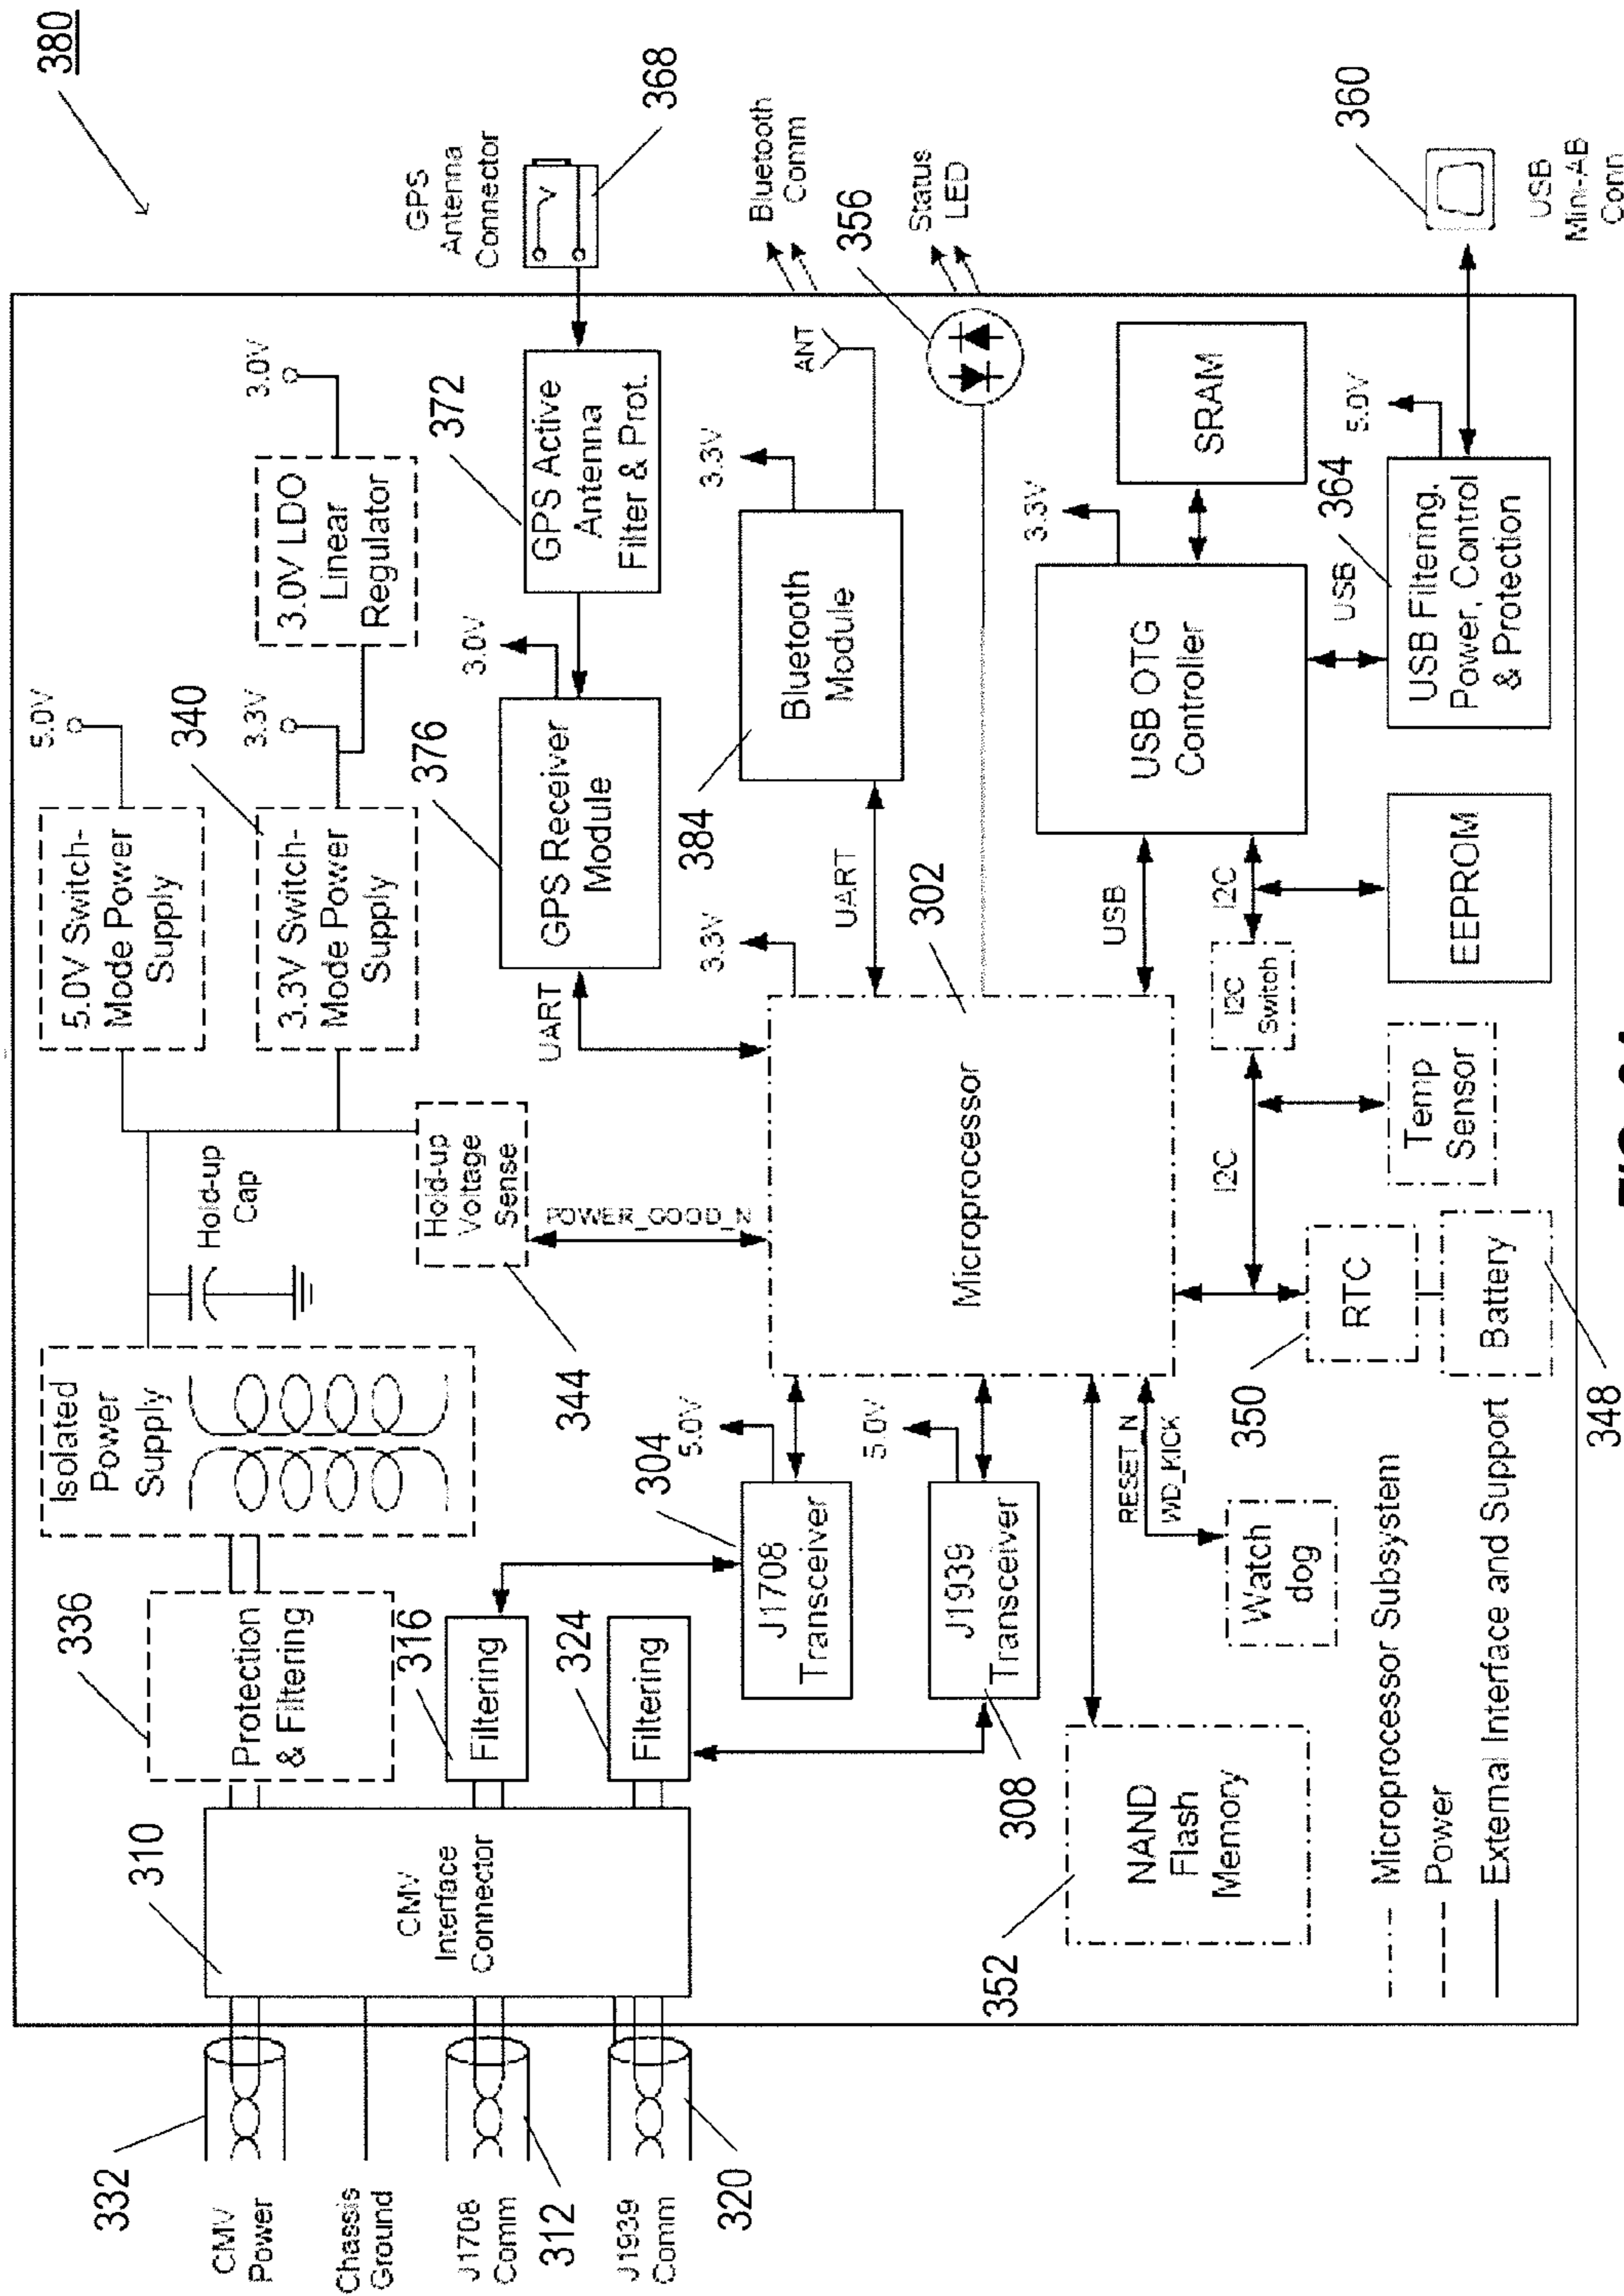 380
332
CMV
Power
Chassis
Ground
J1708
Comm
312
J1939
Comm
320
310
CMV
Interface
Connector
336
Protection
& Filtering
Isolated
Power
Supply
Hold-up
Cap
5.0V Switch-
Mode Power
Supply
5.0V
340
3.3V Switch-
Mode Power
Supply
3.3V
3.0V LDO
Linear
Regulator
3.0V
Hold-up
Voltage
Sense
344
POWER_GOOD_N
316
Filtering
324
Filtering
304
J1708
Transceiver
5.0V
J1939
Transceiver
308
5.0V
376
GPS Receiver
Module
UART
3.0V
372
GPS Active
Antenna
Filter & Prot.
GPS
Antenna
Connector
368
384
Bluetooth
Module
UART
3.3V
ANT
Bluetooth
Comm
356
Status
LED
302
Microprocessor
3.3V
USB
USB OTG
Controller
3.3V
SRAM
I2C
I2C
Switch
I2C
EEPROM
Temp
Sensor
USB
364
USB Filtering,
Power, Control
& Protection
5.0V
360
USB
Mini-AB
Conn
350
RTC
Battery
348
RESET_N
WD_KICK
Watch
dog
352
NAND
Flash
Memory
Microprocessor Subsystem
Power
External Interface and Support